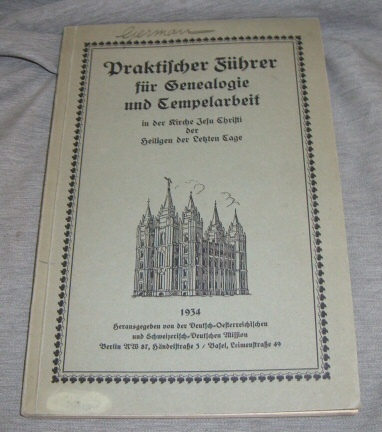 German
Praktischer Führer
für Genealogie
und Tempelarbeit
in der Kirche Jesu Christi
der
Heiligen der Letzten Tage
1934
Herausgegeben von der Deutsch-Oesterreichischen
und Schweizerisch-Deutschen Mission
Berlin NW 87, Händelstraße 3 / Basel, Leimenstraße 49